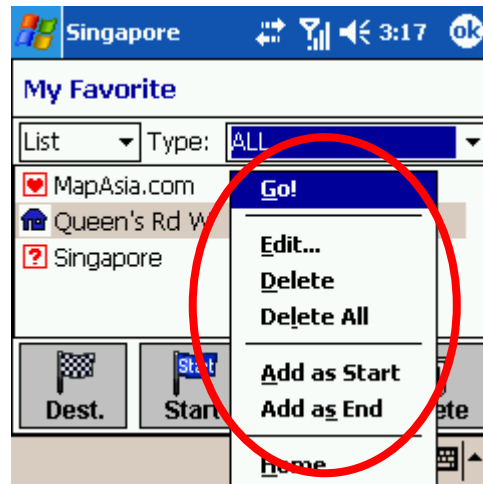 Singapore 3:17 ok
My Favorite
List Type: ALL
MapAsia.com
Queen's Rd W
Singapore
Go!
Edit...
Delete
Delete All
Add as Start
Add as End
Home
Start
Dest. Start ete